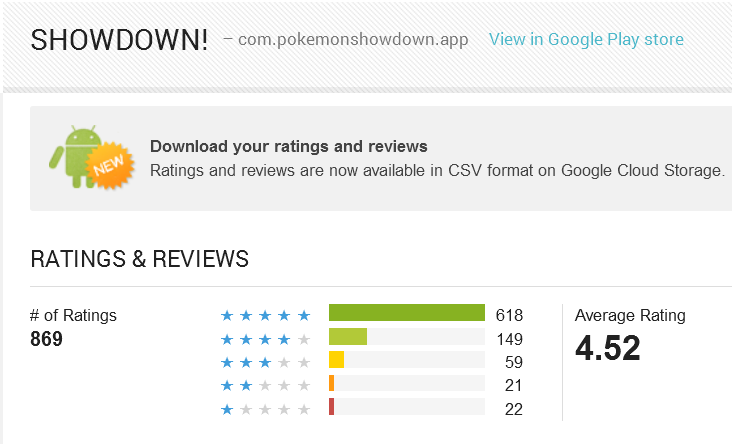 SHOWDOWN! – com.pokemonshowdown.app View in Google Play store
Download your ratings and reviews
NEW
Ratings and reviews are now available in CSV format on Google Cloud Storage.
RATINGS & REVIEWS
# of Ratings
869
618
149
59
21
22
Average Rating
4.52